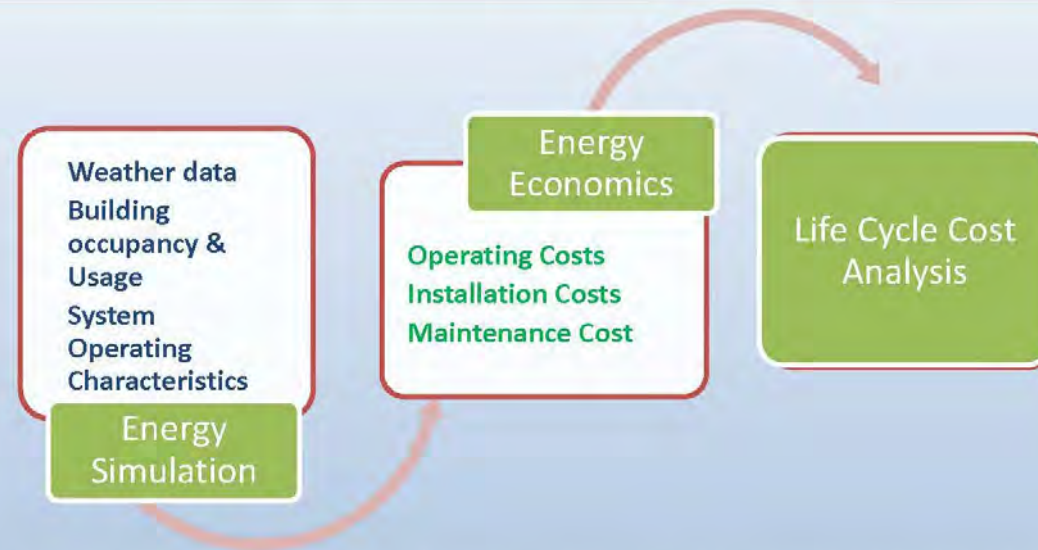 Weather data
Building
occupancy &
Usage
System
Operating
Characteristics
Energy
Simulation
Energy
Economics
Operating Costs
Installation Costs
Maintenance Cost
Life Cycle Cost
Analysis